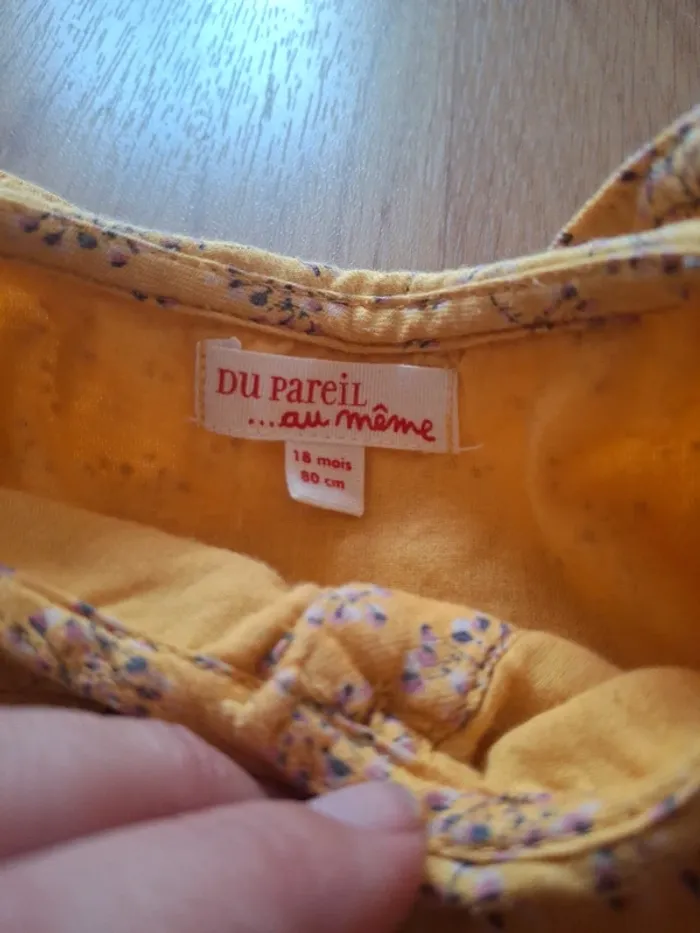 DU PAREIL
...au même
18 mois
80 cm